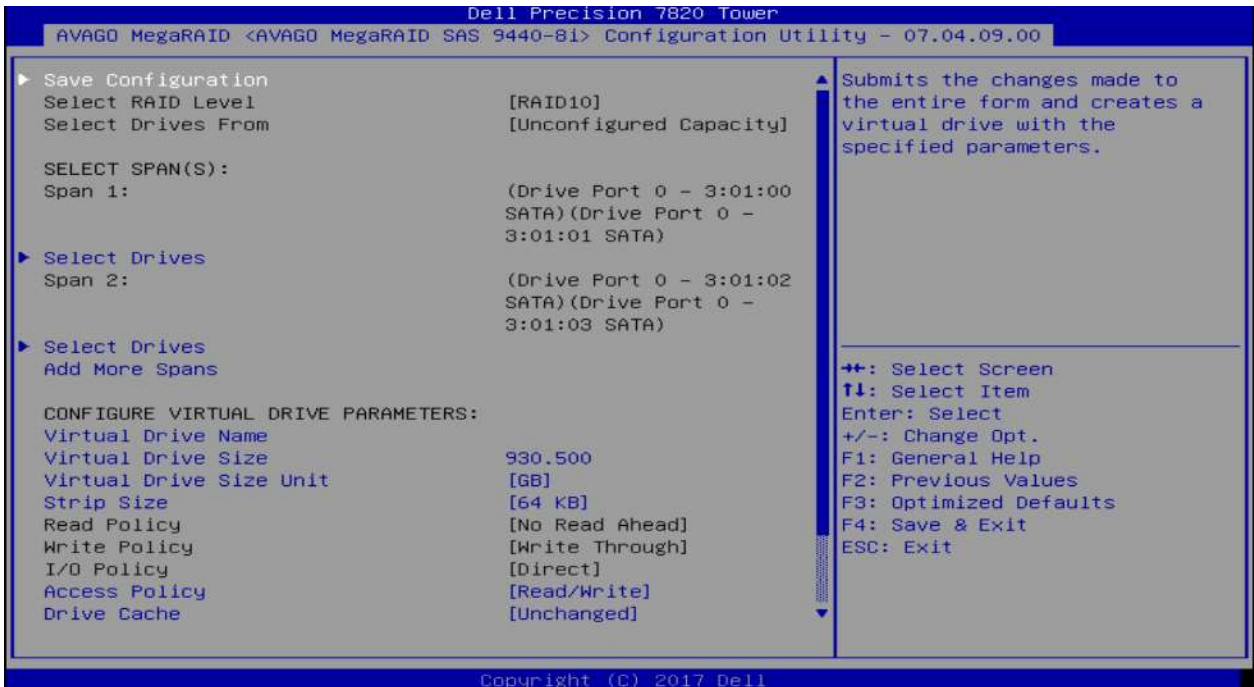 Dell Precision 7820 Tower
AVAGO MegaRAID <AVAGO MegaRAID SAS 9440-8i> Configuration Utility - 07.04.09.00
Save Configuration
Select RAID Level [RAID10]
Select Drives From [Unconfigured Capacity]
SELECT SPAN(S):
Span 1: (Drive Port 0 - 3:01:00
SATA)(Drive Port 0 -
3:01:01 SATA)
Select Drives
Span 2: (Drive Port 0 - 3:01:02
SATA)(Drive Port 0 -
3:01:03 SATA)
Select Drives
Add More Spans
CONFIGURE VIRTUAL DRIVE PARAMETERS:
Virtual Drive Name
Virtual Drive Size 930.500
Virtual Drive Size Unit [GB]
Strip Size [64 KB]
Read Policy [No Read Ahead]
Write Policy [Write Through]
I/O Policy [Direct]
Access Policy [Read/Write]
Drive Cache [Unchanged]
Submits the changes made to
the entire form and creates a
virtual drive with the
specified parameters.
→←: Select Screen
↑↓: Select Item
Enter: Select
+/-: Change Opt.
F1: General Help
F2: Previous Values
F3: Optimized Defaults
F4: Save & Exit
ESC: Exit
Copyright (C) 2017 Dell